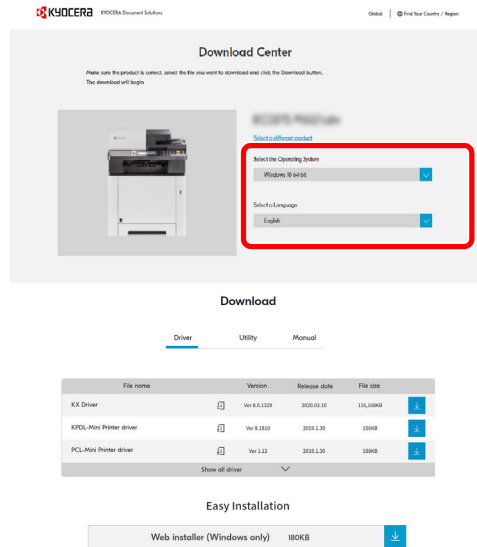 KYOCERA KYOCERA Document Solutions Global Find Your Country / Region
Download Center
Make sure the product is correct, select the file you want to download and click the Download button.
The download will begin
Select a different product
Select the Operating System
Windows 10 64-bit
Select a Language
English
Download
Driver Utility Manual
File name Version Release date File size
KX Driver Ver 8.0.1329 2020.03.10 116,168KB
KPDL-Mini Printer driver Ver 8.1810 2019.1.30 156KB
PCL-Mini Printer driver Ver 1.12 2019.1.30 108KB
Show all driver
Easy Installation
Web installer (Windows only) 180KB